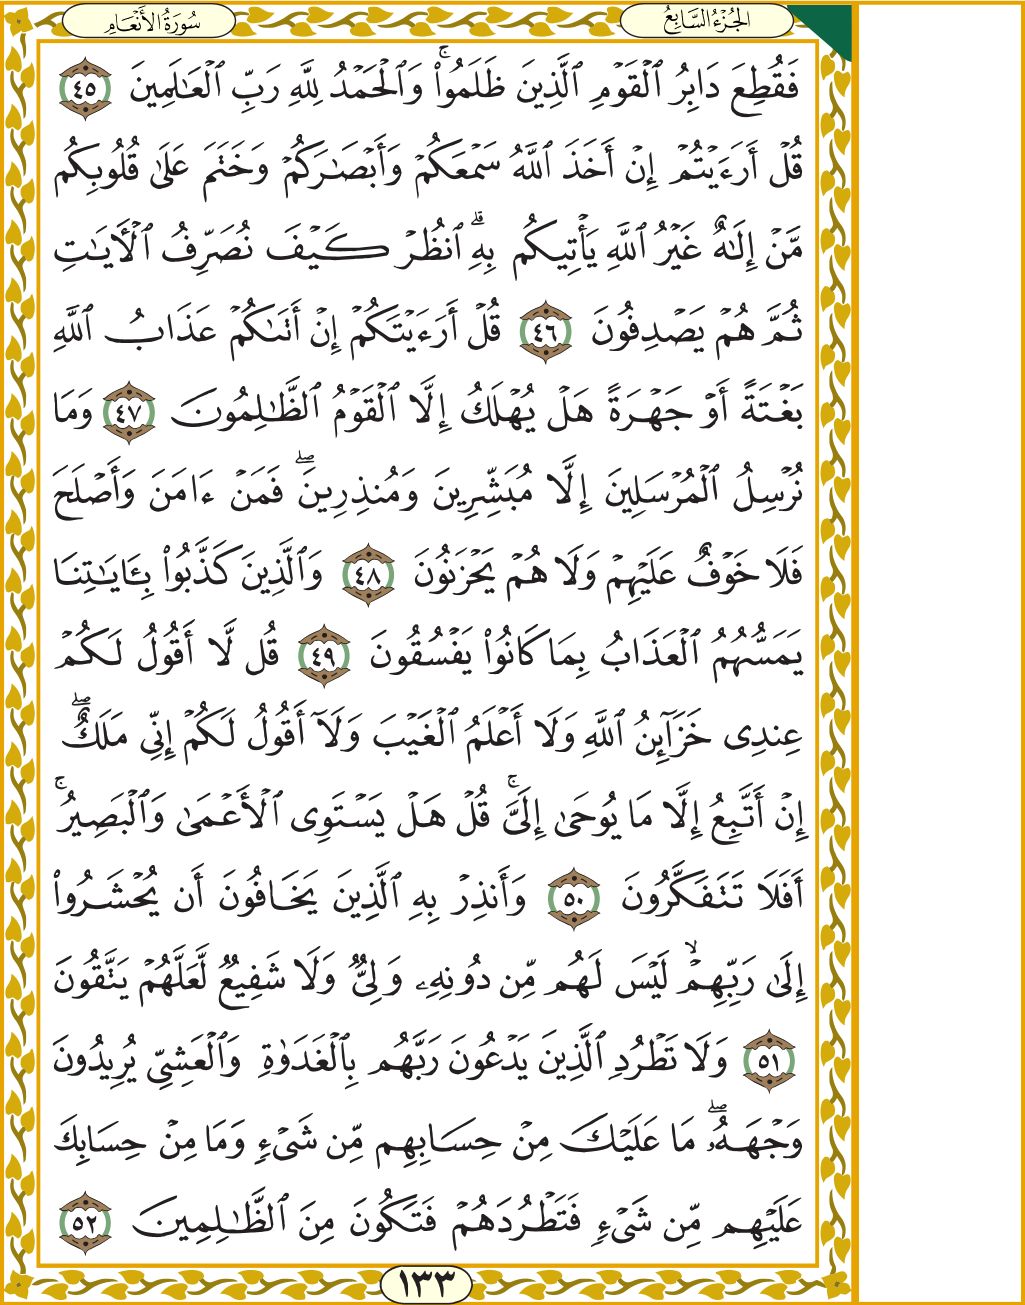 الجُزْءُ السَّابِعُ
سُورَةُ الأَنْعَامِ
فَقُطِعَ دَابِرُ ٱلْقَوْمِ ٱلَّذِينَ ظَلَمُوا۟ ۚ وَٱلْحَمْدُ لِلَّهِ رَبِّ ٱلْعَٰلَمِينَ ٤٥
قُلْ أَرَءَيْتُمْ إِنْ أَخَذَ ٱللَّهُ سَمْعَكُمْ وَأَبْصَٰرَكُمْ وَخَتَمَ عَلَىٰ قُلُوبِكُم
مَّنْ إِلَٰهٌ غَيْرُ ٱللَّهِ يَأْتِيكُم بِهِ ۗ ٱنظُرْ كَيْفَ نُصَرِّفُ ٱلْءَايَٰتِ
ثُمَّ هُمْ يَصْدِفُونَ ٤٦ قُلْ أَرَءَيْتَكُمْ إِنْ أَتَىٰكُمْ عَذَابُ ٱللَّهِ
بَغْتَةً أَوْ جَهْرَةً هَلْ يُهْلَكُ إِلَّا ٱلْقَوْمُ ٱلظَّٰلِمُونَ ٤٧ وَمَا
نُرْسِلُ ٱلْمُرْسَلِينَ إِلَّا مُبَشِّرِينَ وَمُنذِرِينَ ۖ فَمَنْ ءَامَنَ وَأَصْلَحَ
فَلَا خَوْفٌ عَلَيْهِمْ وَلَا هُمْ يَحْزَنُونَ ٤٨ وَٱلَّذِينَ كَذَّبُوا۟ بِـَٔايَٰتِنَا
يَمَسُّهُمُ ٱلْعَذَابُ بِمَا كَانُوا۟ يَفْسُقُونَ ٤٩ قُل لَّا أَقُولُ لَكُمْ
عِندِى خَزَآئِنُ ٱللَّهِ وَلَا أَعْلَمُ ٱلْغَيْبَ وَلَآ أَقُولُ لَكُمْ إِنِّى مَلَكٌ ۖ
إِنْ أَتَّبِعُ إِلَّا مَا يُوحَىٰ إِلَىَّ ۚ قُلْ هَلْ يَسْتَوِى ٱلْأَعْمَىٰ وَٱلْبَصِيرُ ۚ
أَفَلَا تَتَفَكَّرُونَ ٥٠ وَأَنذِرْ بِهِ ٱلَّذِينَ يَخَافُونَ أَن يُحْشَرُوا۟
إِلَىٰ رَبِّهِمْ ۙ لَيْسَ لَهُم مِّن دُونِهِۦ وَلِىٌّ وَلَا شَفِيعٌ لَّعَلَّهُمْ يَتَّقُونَ
٥١ وَلَا تَطْرُدِ ٱلَّذِينَ يَدْعُونَ رَبَّهُم بِٱلْغَدَوٰةِ وَٱلْعَشِىِّ يُرِيدُونَ
وَجْهَهُۥ ۖ مَا عَلَيْكَ مِنْ حِسَابِهِم مِّن شَىْءٍ وَمَا مِنْ حِسَابِكَ
عَلَيْهِم مِّن شَىْءٍ فَتَطْرُدَهُمْ فَتَكُونَ مِنَ ٱلظَّٰلِمِينَ ٥٢
١٣٣